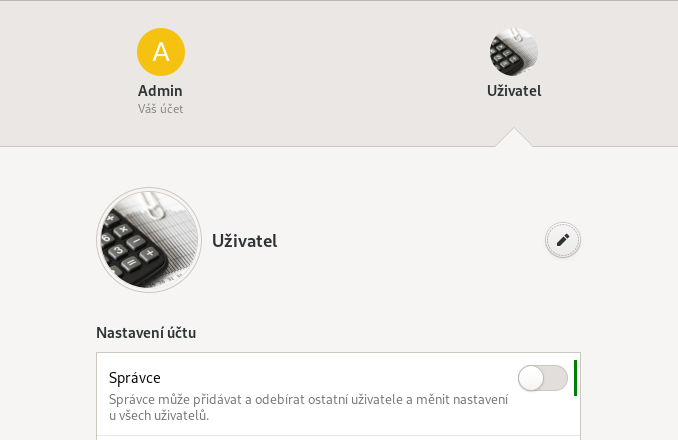 A
Admin
Váš účet
Uživatel
Uživatel
Nastavení účtu
Správce
Správce může přidávat a odebírat ostatní uživatele a měnit nastavení
u všech uživatelů.